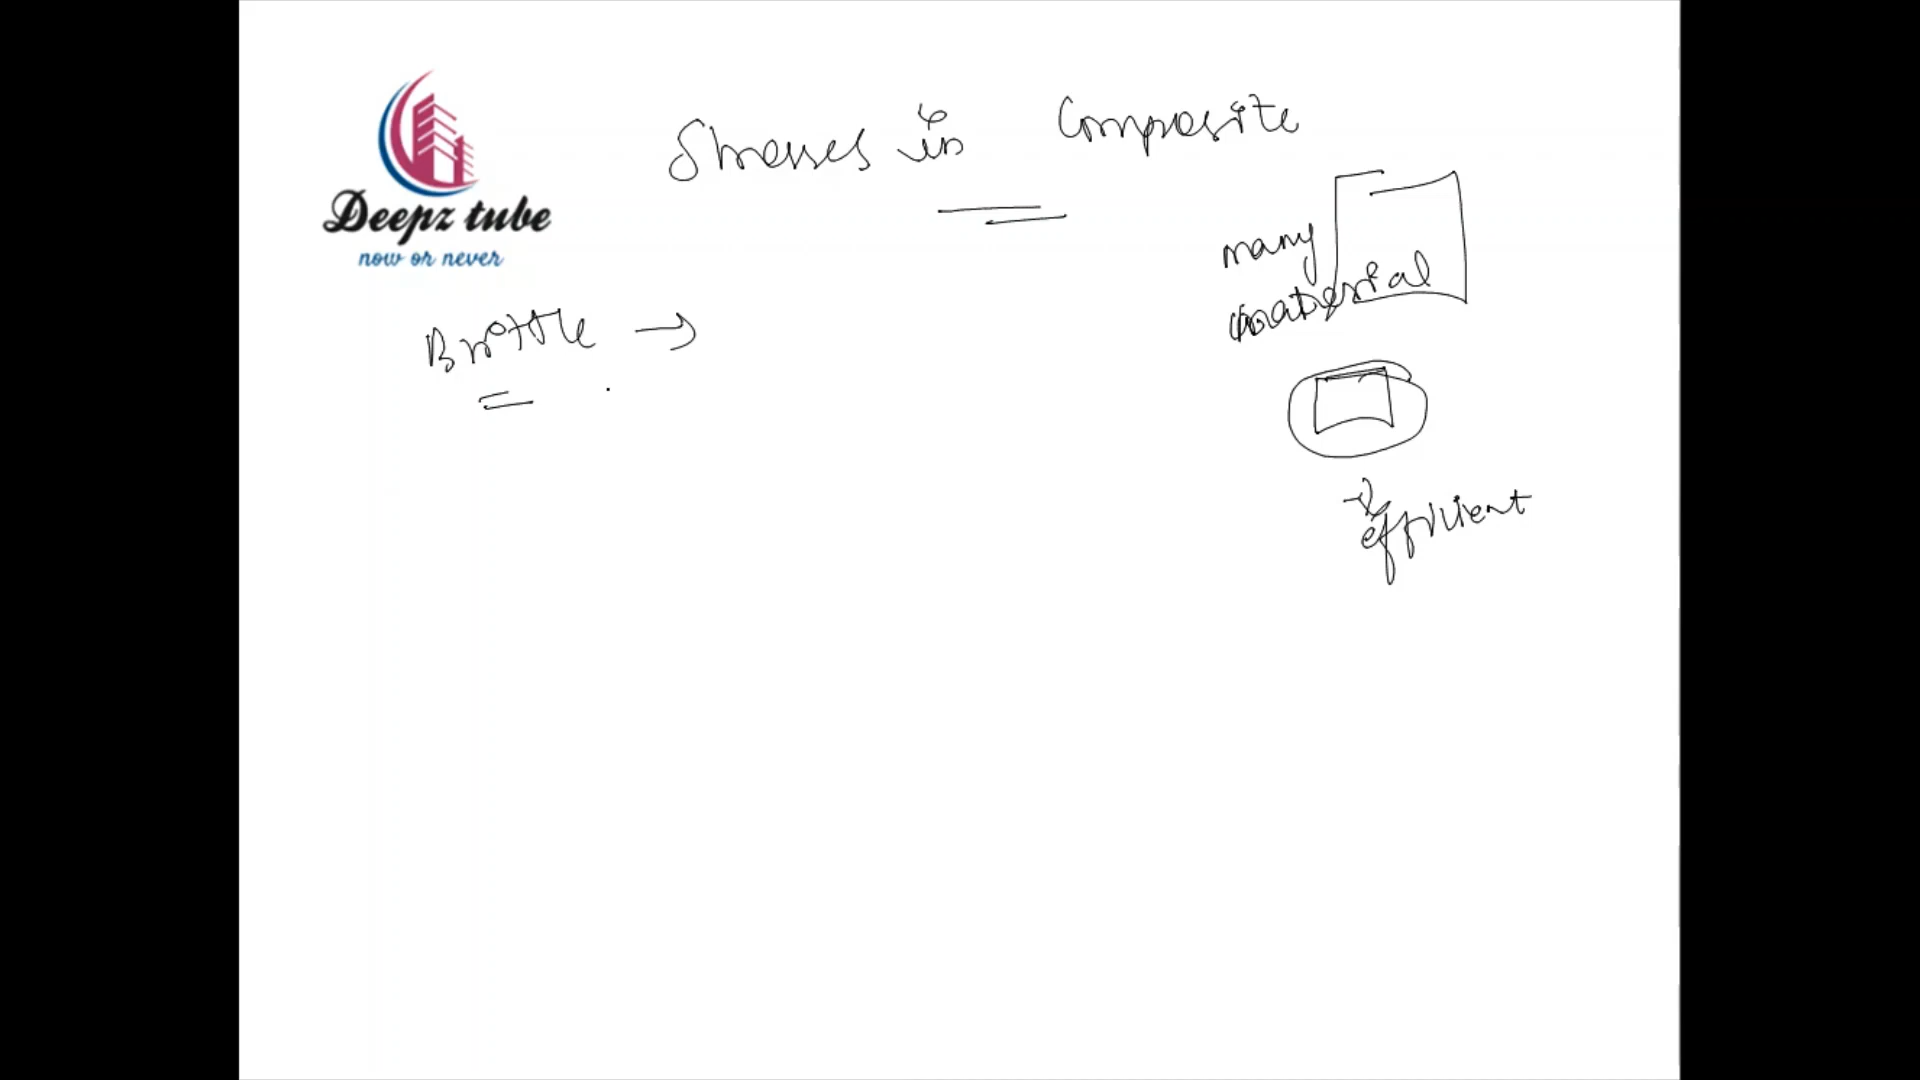 Stresses in Composite
Deepz tube
now or never
many
material
Brittle →
efficient